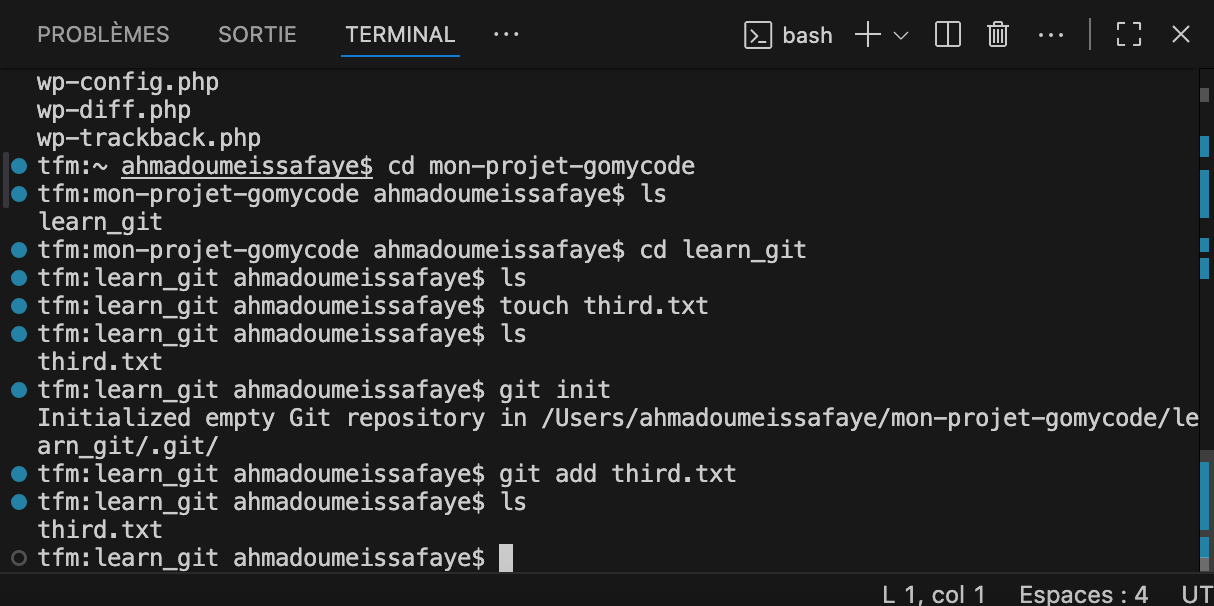 PROBLÈMES SORTIE TERMINAL ··· bash ···
wp-config.php
wp-diff.php
wp-trackback.php
tfm:~ ahmadoumeissafaye$ cd mon-projet-gomycode
tfm:mon-projet-gomycode ahmadoumeissafaye$ ls
learn_git
tfm:mon-projet-gomycode ahmadoumeissafaye$ cd learn_git
tfm:learn_git ahmadoumeissafaye$ ls
tfm:learn_git ahmadoumeissafaye$ touch third.txt
tfm:learn_git ahmadoumeissafaye$ ls
third.txt
tfm:learn_git ahmadoumeissafaye$ git init
Initialized empty Git repository in /Users/ahmadoumeissafaye/mon-projet-gomycode/le
arn_git/.git/
tfm:learn_git ahmadoumeissafaye$ git add third.txt
tfm:learn_git ahmadoumeissafaye$ ls
third.txt
tfm:learn_git ahmadoumeissafaye$
L 1, col 1 Espaces : 4 UT